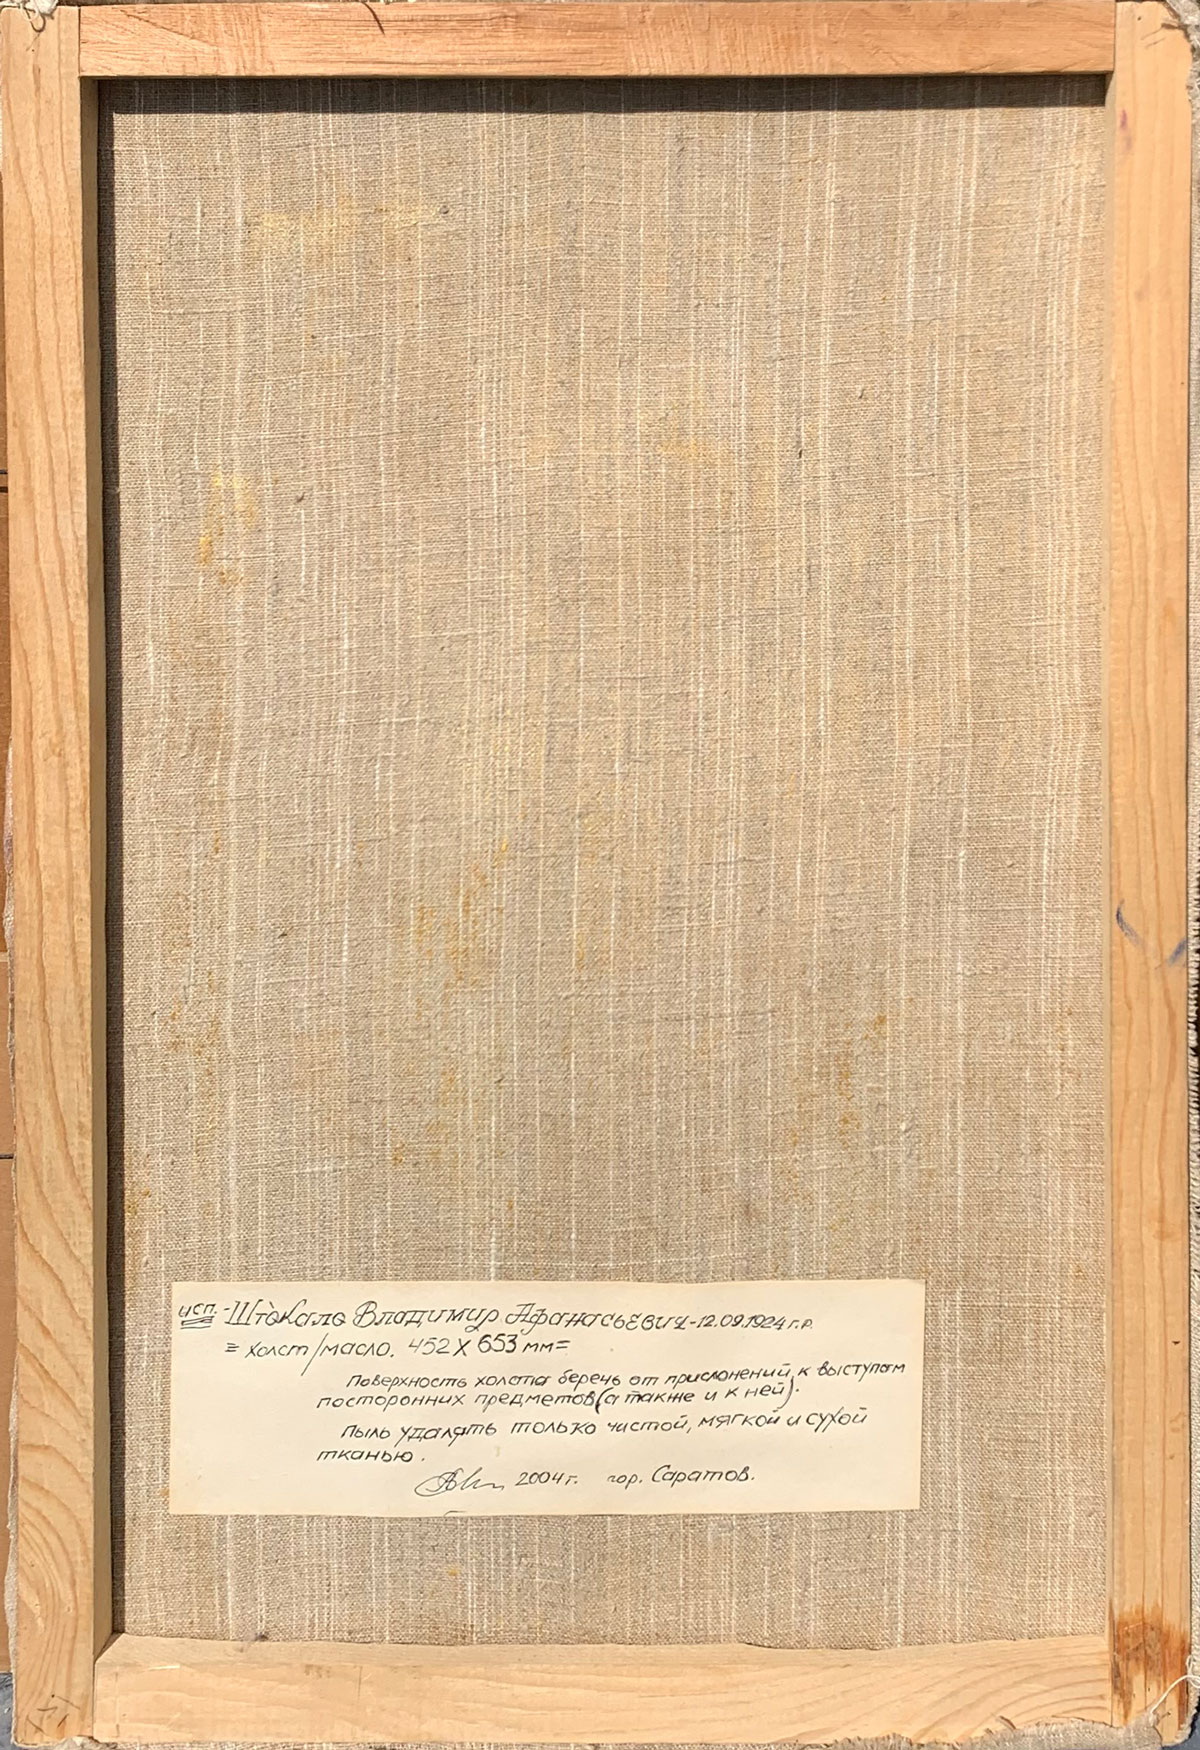 исп. - Штокало Владимир Афанасьевич - 12.09.1924 г.р.
= холст/масло. 452 х 653 мм =
Поверхность холста беречь от прислонений к выступам
посторонних предметов (а также и к ней).
Пыль удалять только чистой, мягкой и сухой
тканью.
2004 г. гор. Саратов.